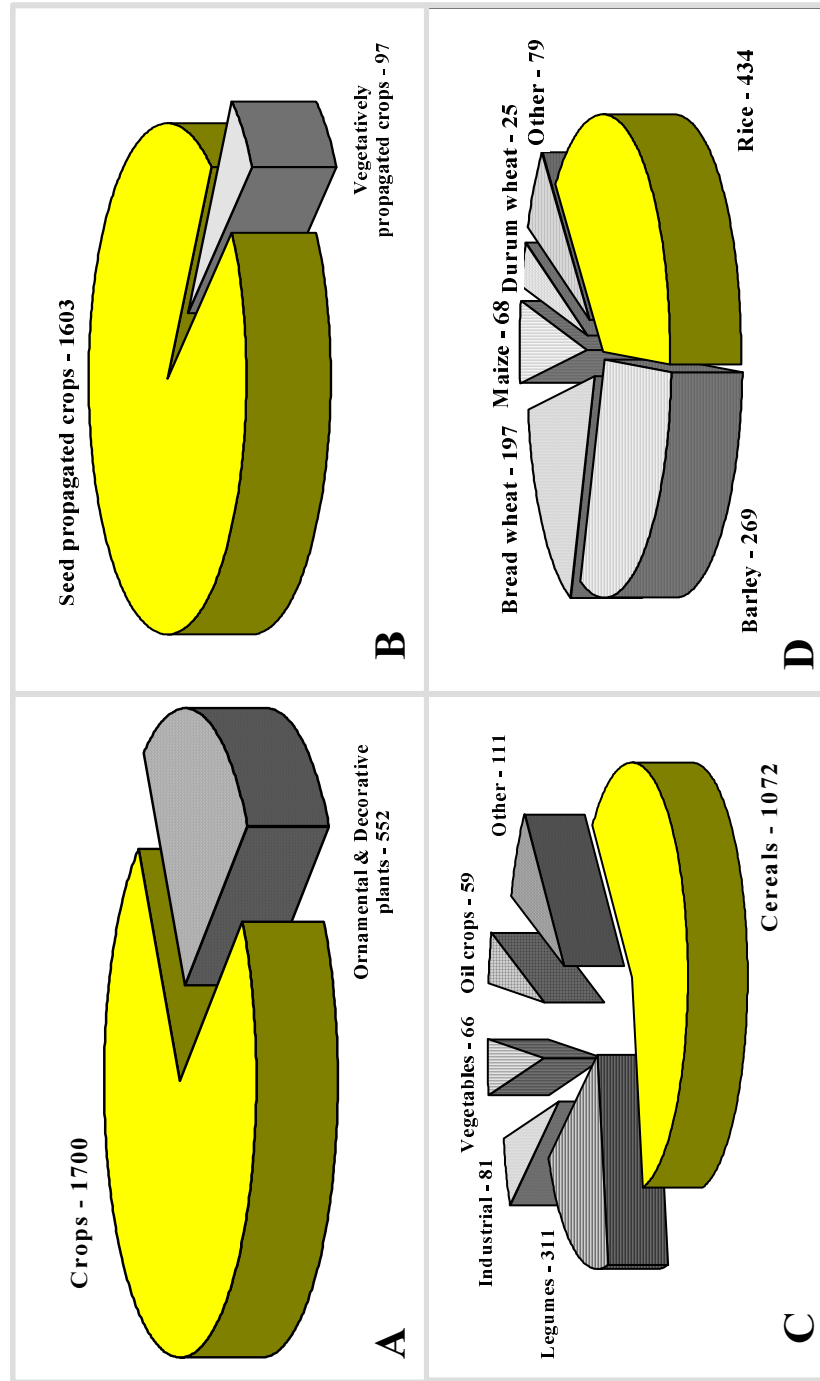 Crops - 1700
Ornamental & Decorative
plants - 552
A
Seed propagated crops - 1603
Vegetatively
propagated crops - 97
B
Industrial - 81
Vegetables - 66
Oil crops - 59
Other - 111
Legumes - 311
Cereals - 1072
C
Bread wheat - 197
Maize - 68
Durum wheat - 25
Other - 79
Barley - 269
Rice - 434
D